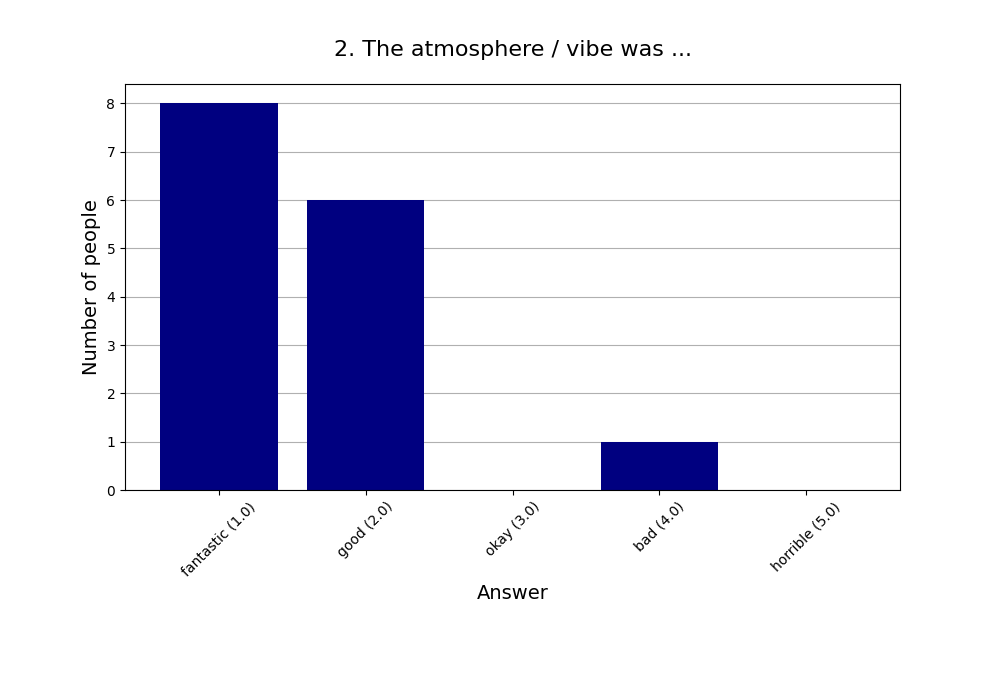 2. The atmosphere / vibe was ...
8
7
6
5
4
3
2
1
0
Number of people
fantastic (1.0)
good (2.0)
okay (3.0)
bad (4.0)
horrible (5.0)
Answer